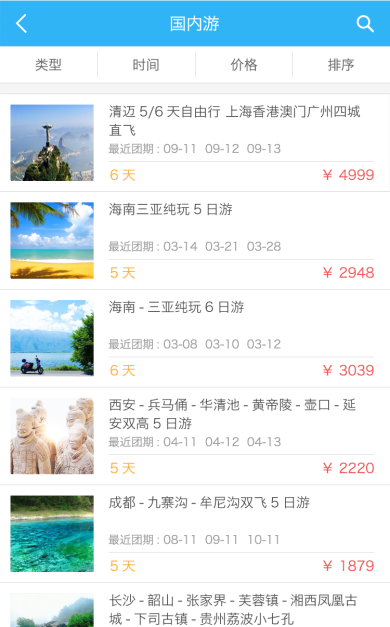 国内游
类型
时间
价格
排序
清迈 5/6 天自由行 上海香港澳门广州四城
直飞
最近团期 : 09-11 09-12 09-13
6 天
¥ 4999
海南三亚纯玩 5 日游
最近团期 : 03-14 03-21 03-28
5 天
¥ 2948
海南 - 三亚纯玩 6 日游
最近团期 : 03-08 03-10 03-12
6 天
¥ 3039
西安 - 兵马俑 - 华清池 - 黄帝陵 - 壶口 - 延
安双高 5 日游
最近团期 : 04-11 04-12 04-13
5 天
¥ 2220
成都 - 九寨沟 - 牟尼沟双飞 5 日游
最近团期 : 08-11 09-11 10-11
5 天
¥ 1879
长沙 - 韶山 - 张家界 - 芙蓉镇 - 湘西凤凰古
城 - 下司古镇 - 贵州荔波小七孔